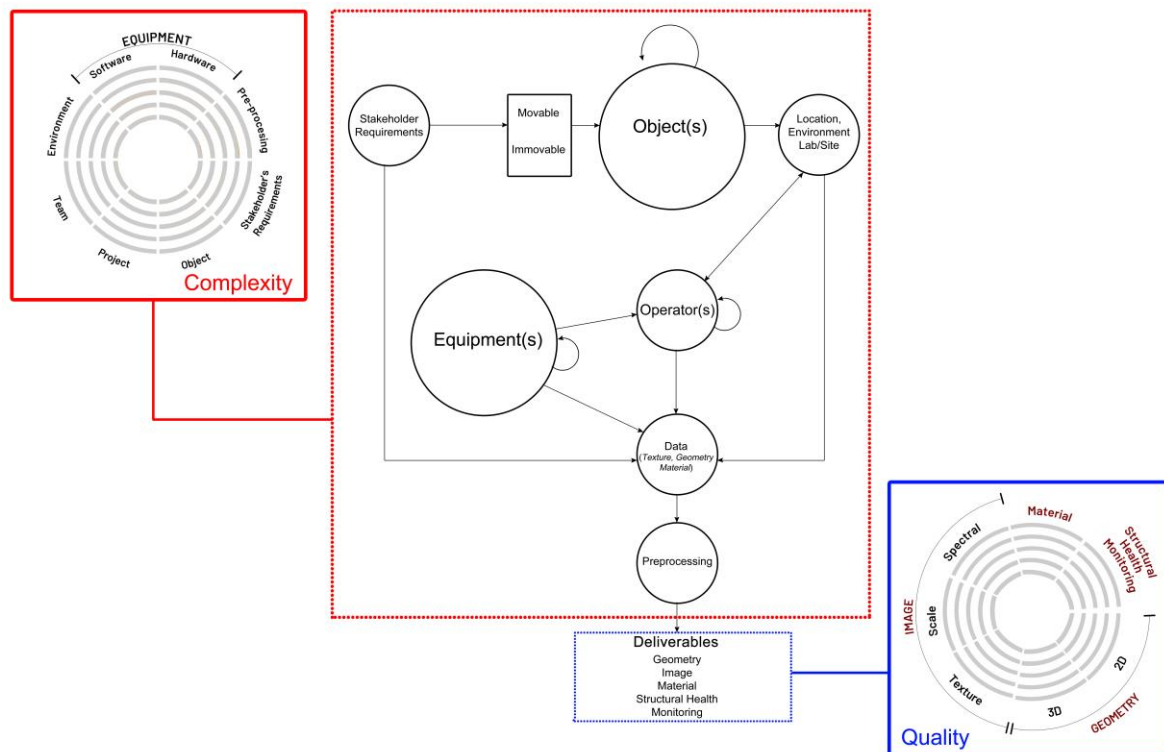 EQUIPMENT
Software
Hardware
Environment
Pre-procesing
Team
Stakeholder's
Requirements
Project
Object
Complexity
Stakeholder
Requirements
Movable
Immovable
Object(s)
Location,
Environment
Lab/Site
Equipment(s)
Operator(s)
Data
(Texture, Geometry
Material)
Preprocessing
Deliverables
Geometry
Image
Material
Structural Health
Monitoring
Spectral
Material
Structural
Health
Monitoring
IMAGE
Scale
Texture
3D
2D
GEOMETRY
Quality